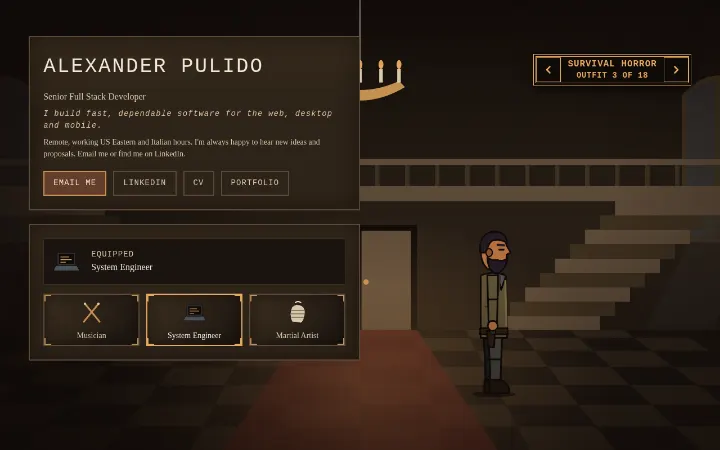 ALEXANDER PULIDO
Senior Full Stack Developer
I build fast, dependable software for the web, desktop
and mobile.
Remote, working US Eastern and Italian hours. I'm always happy to hear new ideas and
proposals. Email me or find me on Linkedin.
EMAIL ME
LINKEDIN
CV
PORTFOLIO
EQUIPPED
System Engineer
Musician
System Engineer
Martial Artist
SURVIVAL HORROR
OUTFIT 3 OF 18